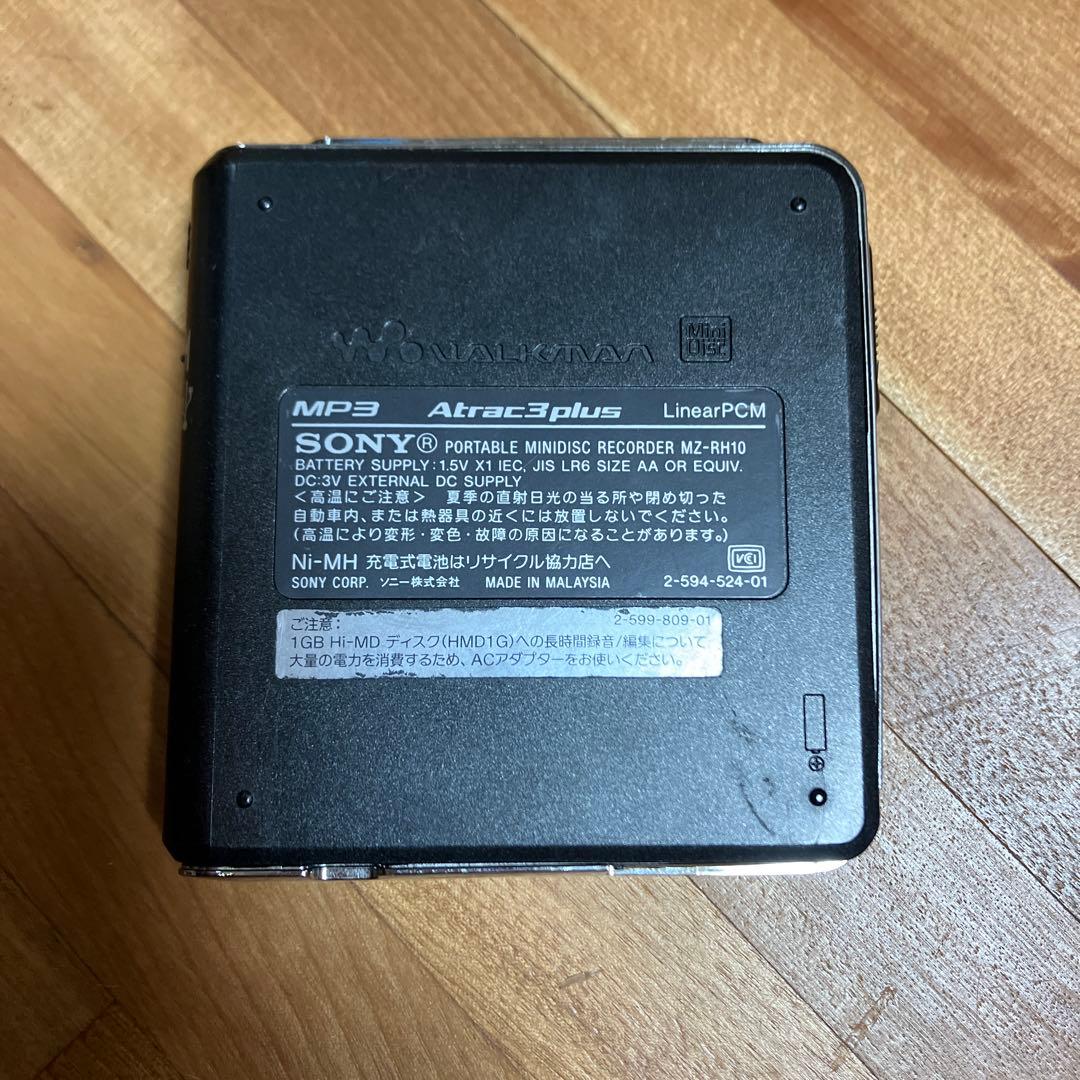 WALKMAN
Mini
Disc
MP3 Atrac3plus LinearPCM
SONY® PORTABLE MINIDISC RECORDER MZ-RH10
BATTERY SUPPLY:1.5V X1 IEC, JIS LR6 SIZE AA OR EQUIV.
DC:3V EXTERNAL DC SUPPLY
<高温にご注意> 夏季の直射日光の当る所や閉め切った
自動車内、または熱器具の近くには放置しないでください。
(高温により変形・変色・故障の原因になることがあります。)
Ni-MH 充電式電池はリサイクル協力店へ
VCI
SONY CORP. ソニー株式会社 MADE IN MALAYSIA 2-594-524-01
ご注意: 2-599-809-01
1GB Hi-MD ディスク(HMD1G)への長時間録音/編集について
大量の電力を消費するため、ACアダプターをお使いください。